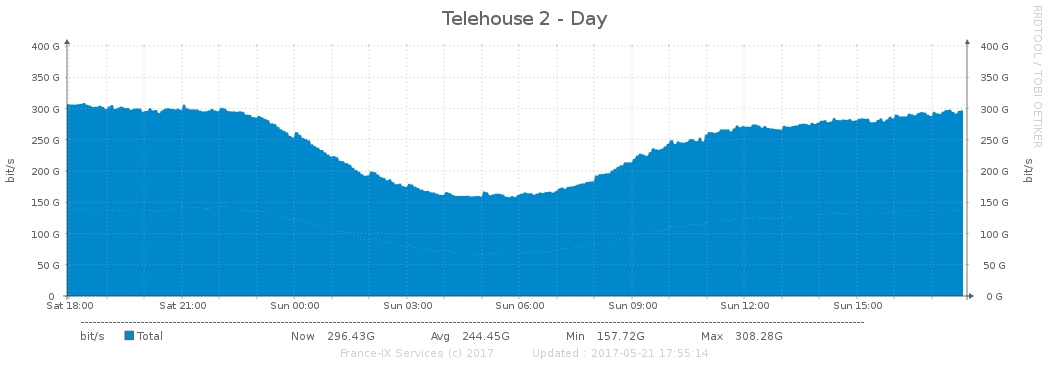 Telehouse 2 - Day
RRDTOOL / TOBI OETIKER
400 G 400 G
350 G 350 G
300 G 300 G
250 G 250 G
200 G 200 G
150 G 150 G
100 G 100 G
50 G 50 G
0 0 G
bit/s
bit/s
Sat 18:00 Sat 21:00 Sun 00:00 Sun 03:00 Sun 06:00 Sun 09:00 Sun 12:00 Sun 15:00
bit/s Total Now 296.43G Avg 244.45G Min 157.72G Max 308.28G
France-IX Services (c) 2017 Updated : 2017-05-21 17:55:14